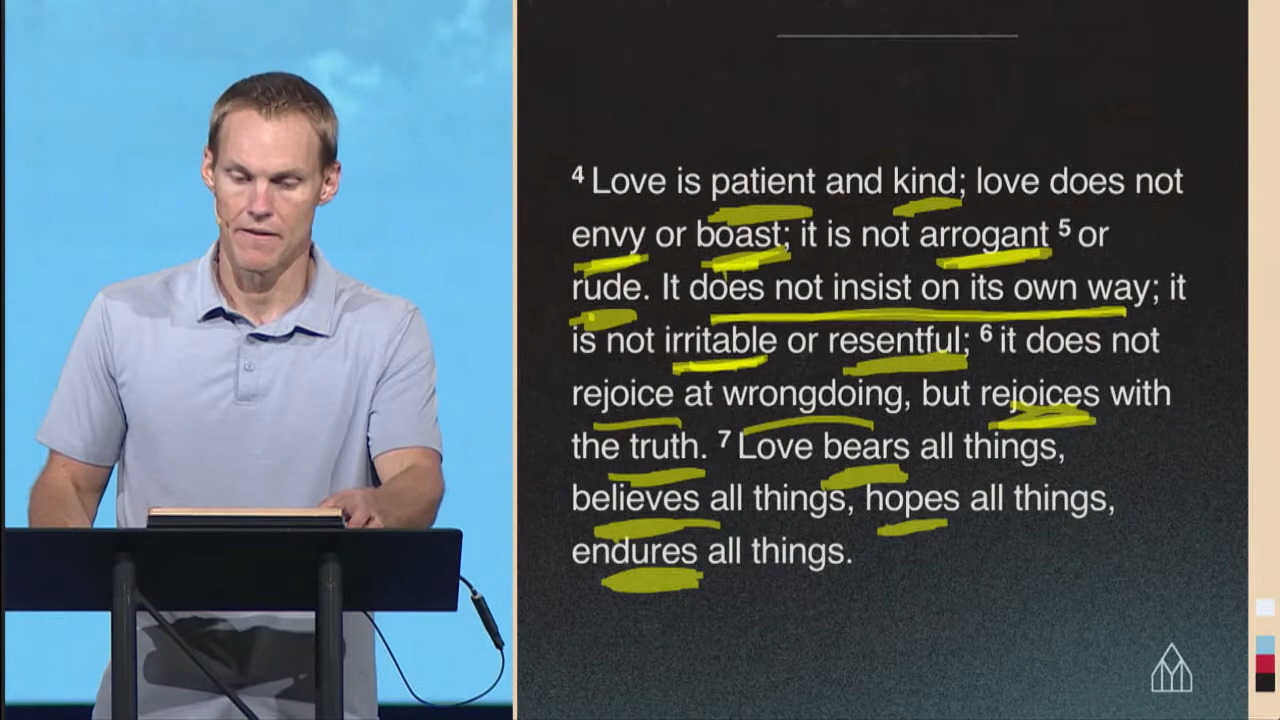 4 Love is patient and kind; love does not
envy or boast; it is not arrogant 5 or
rude. It does not insist on its own way; it
is not irritable or resentful; 6 it does not
rejoice at wrongdoing, but rejoices with
the truth. 7 Love bears all things,
believes all things, hopes all things,
endures all things.